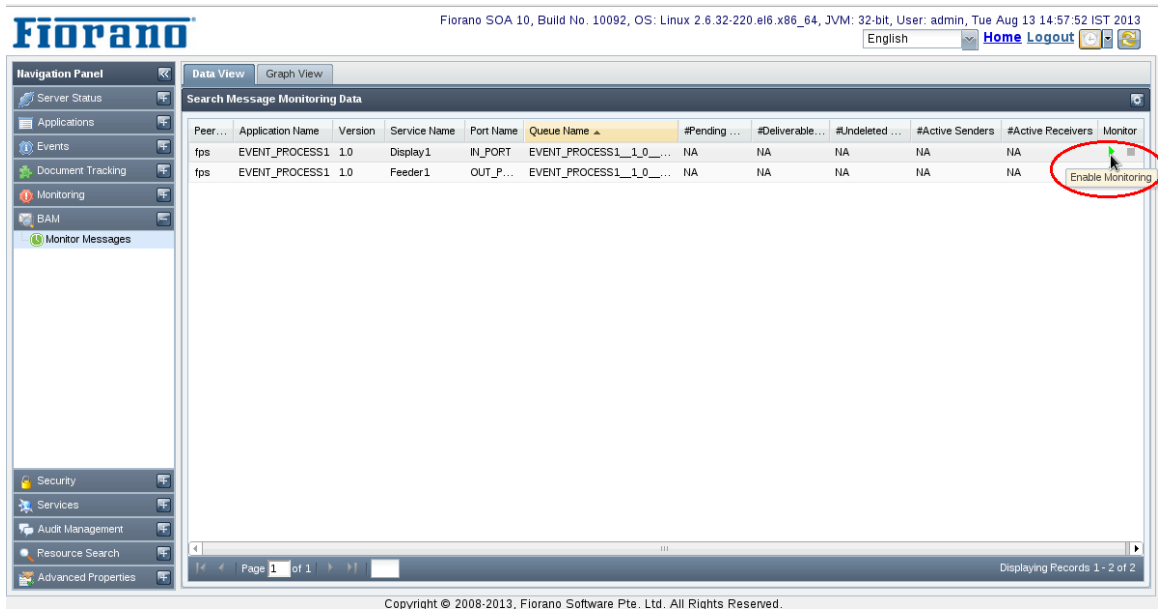 Fiorano
Fiorano SOA 10, Build No. 10092, OS: Linux 2.6.32-220.el6.x86_64, JVM: 32-bit, User: admin, Tue Aug 13 14:57:52 IST 2013
English Home Logout
Navigation Panel
Server Status
Applications
Events
Document Tracking
Monitoring
BAM
Monitor Messages
Security
Services
Audit Management
Resource Search
Advanced Properties
Data View Graph View
Search Message Monitoring Data
Peer... Application Name Version Service Name Port Name Queue Name #Pending ... #Deliverable... #Undeleted ... #Active Senders #Active Receivers Monitor
fps EVENT_PROCESS1 1.0 Display1 IN_PORT EVENT_PROCESS1__1_0__... NA NA NA NA NA
fps EVENT_PROCESS1 1.0 Feeder1 OUT_P... EVENT_PROCESS1__1_0__... NA NA NA NA NA
Enable Monitoring
Page 1 of 1
Displaying Records 1 - 2 of 2
Copyright © 2008-2013, Fiorano Software Pte. Ltd. All Rights Reserved.